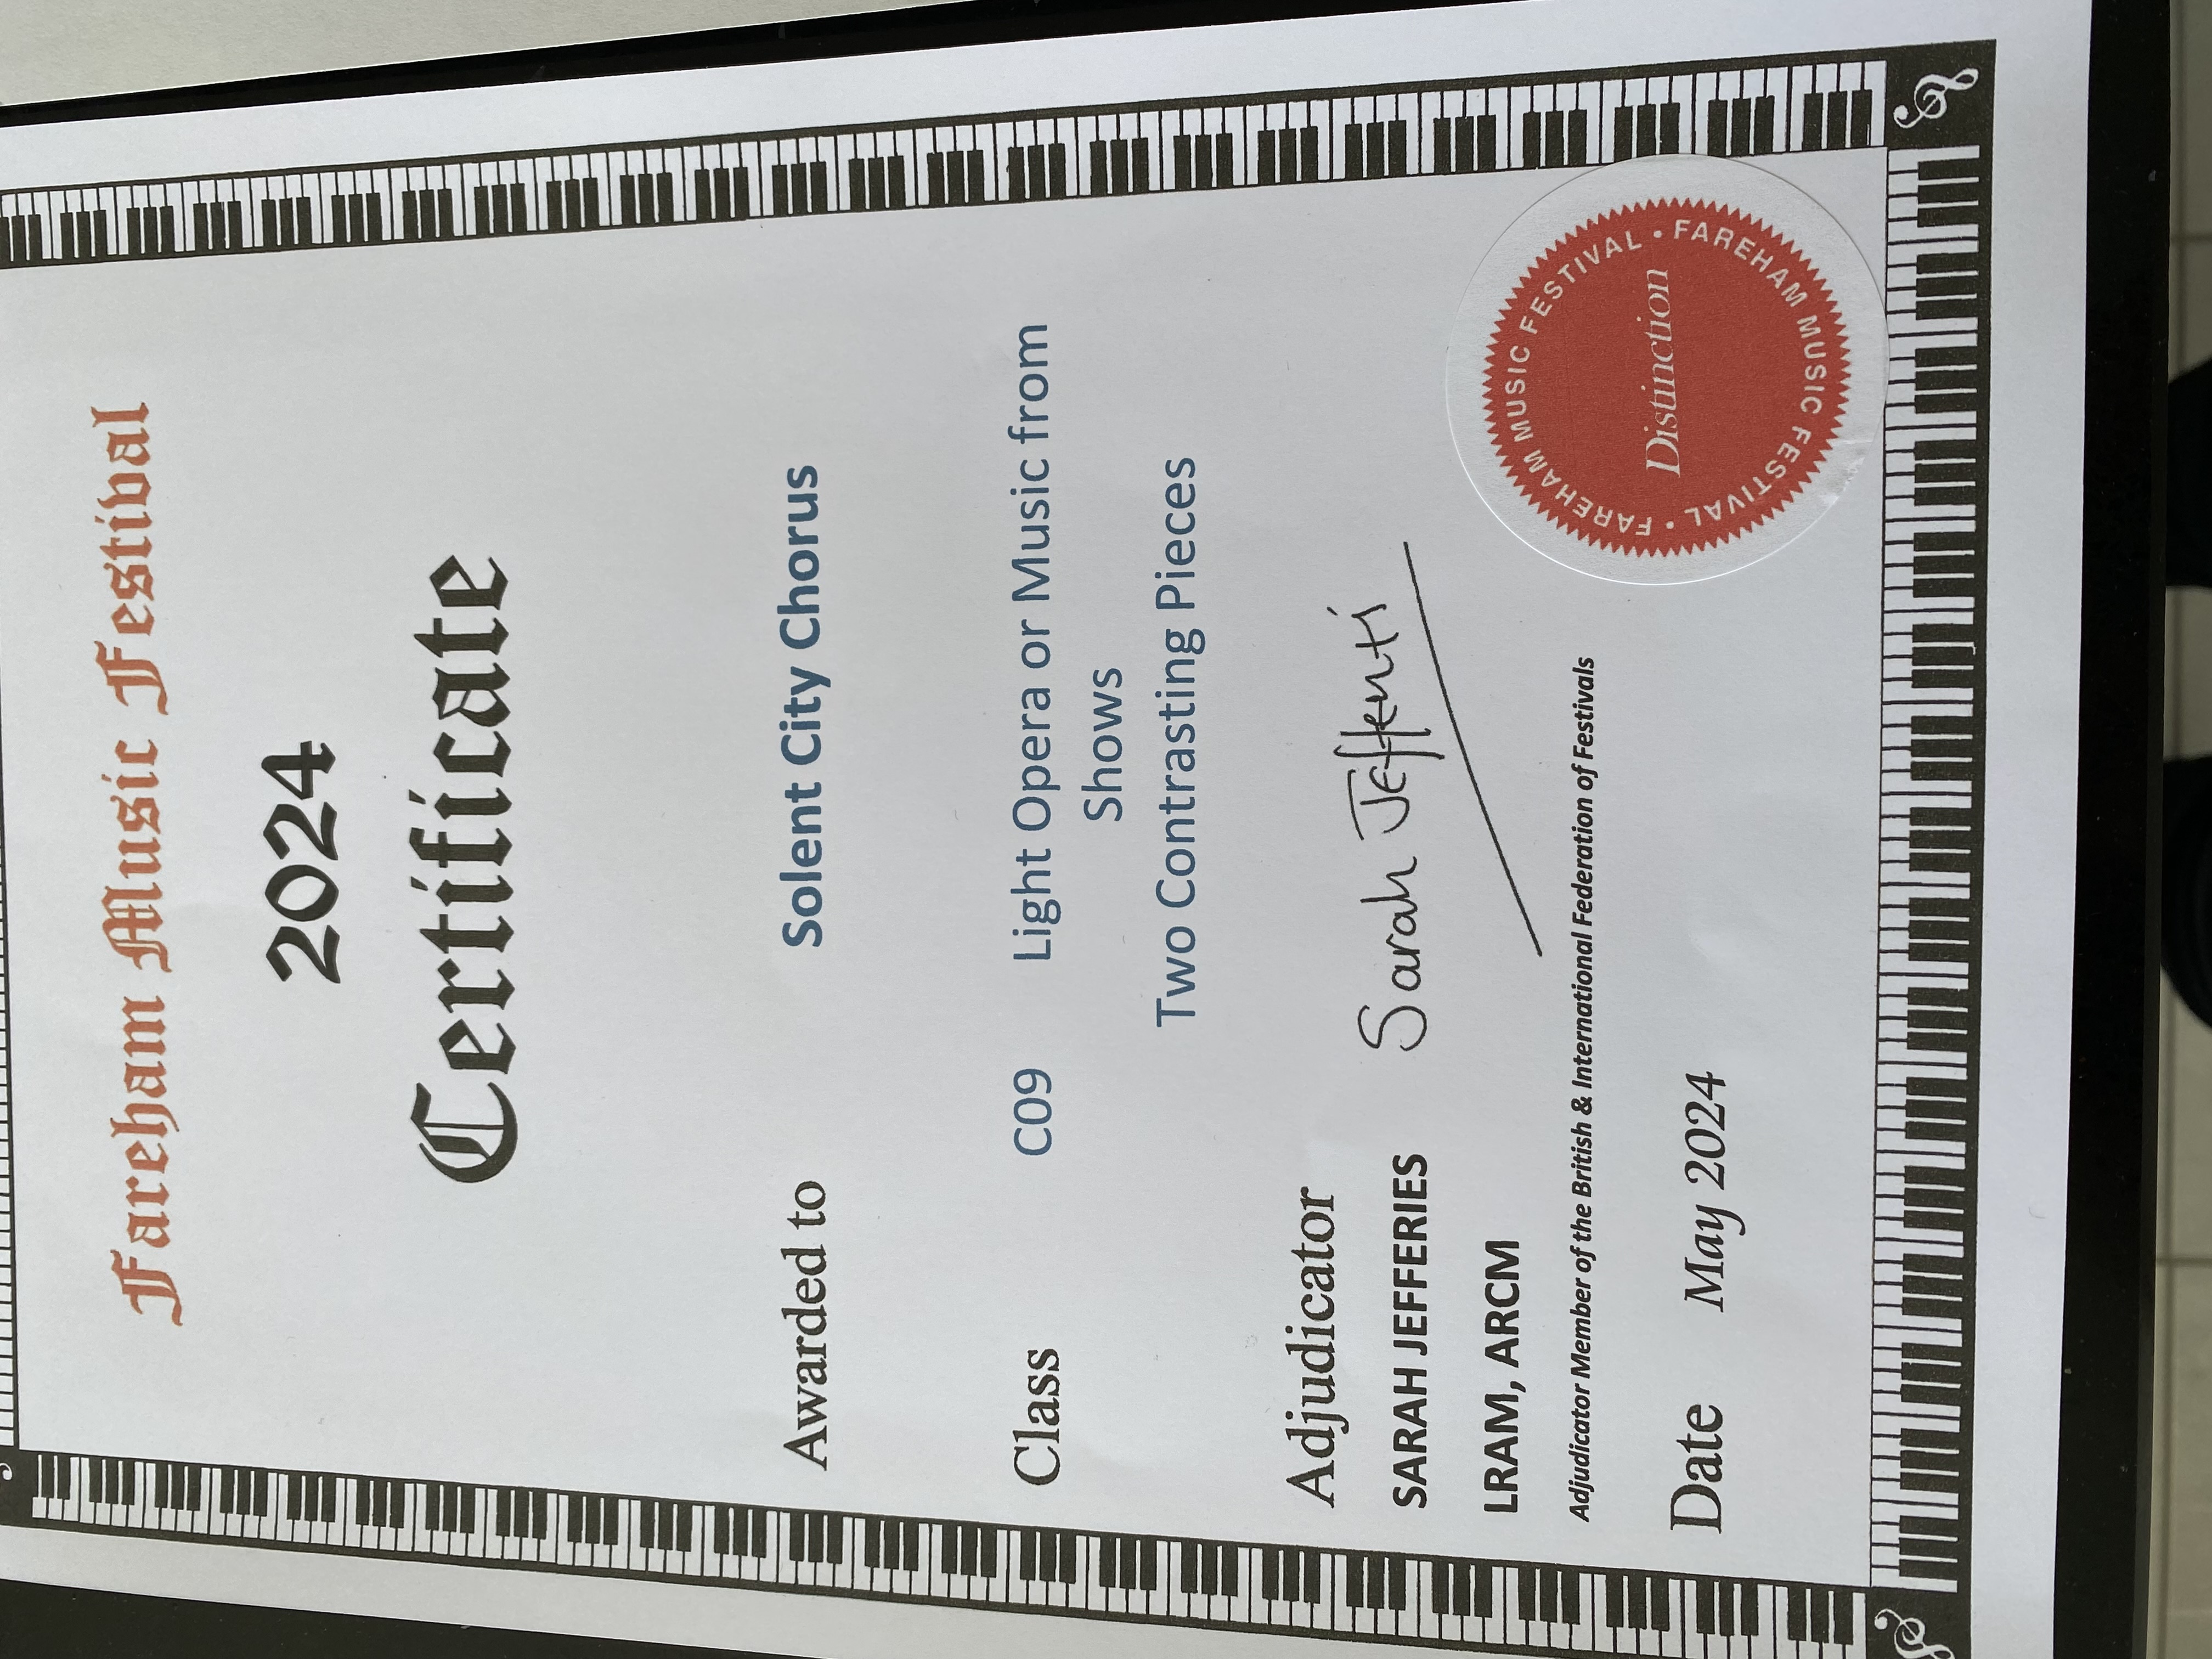 Fareham Music Festival
2024
Certificate
Awarded to Solent City Chorus
Class C09 Light Opera or Music from
Shows
Two Contrasting Pieces
Adjudicator
SARAH JEFFERIES Sarah Jefferies
LRAM, ARCM
Adjudicator Member of the British & International Federation of Festivals
Date May 2024
FAREHAM MUSIC FESTIVAL • FAREHAM MUSIC FESTIVAL •
Distinction